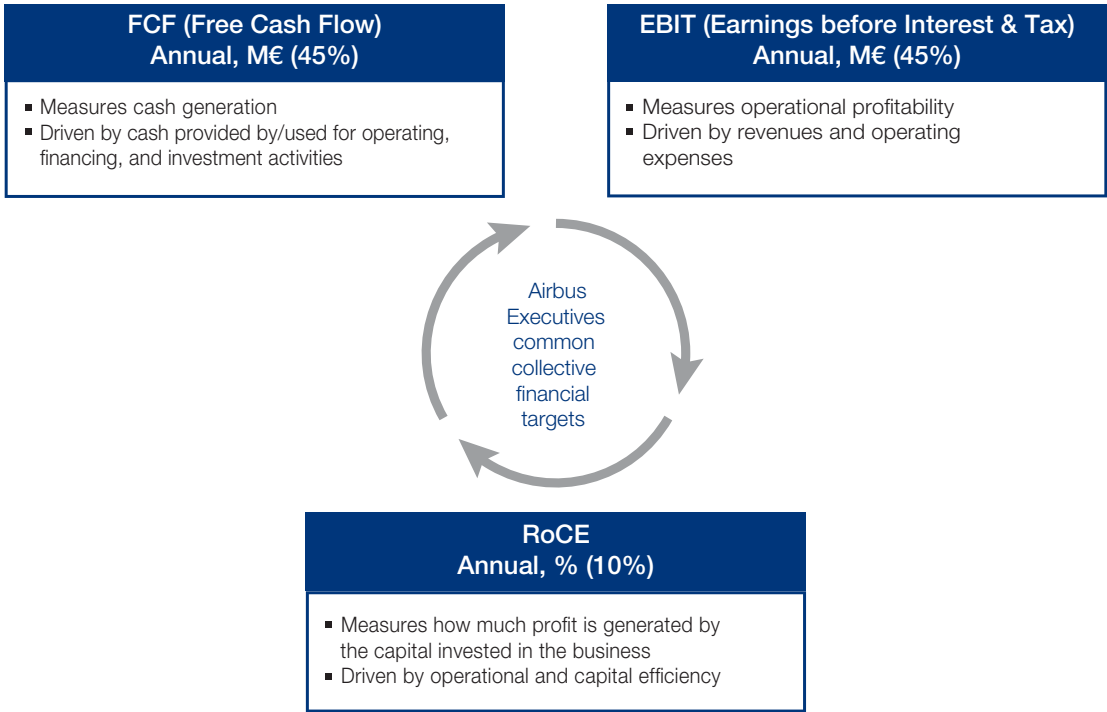 FCF (Free Cash Flow)
Annual, M€ (45%)
▪ Measures cash generation
▪ Driven by cash provided by/used for operating,
financing, and investment activities
EBIT (Earnings before Interest & Tax)
Annual, M€ (45%)
▪ Measures operational profitability
▪ Driven by revenues and operating
expenses
Airbus
Executives
common
collective
financial
targets
RoCE
Annual, % (10%)
▪ Measures how much profit is generated by
the capital invested in the business
▪ Driven by operational and capital efficiency